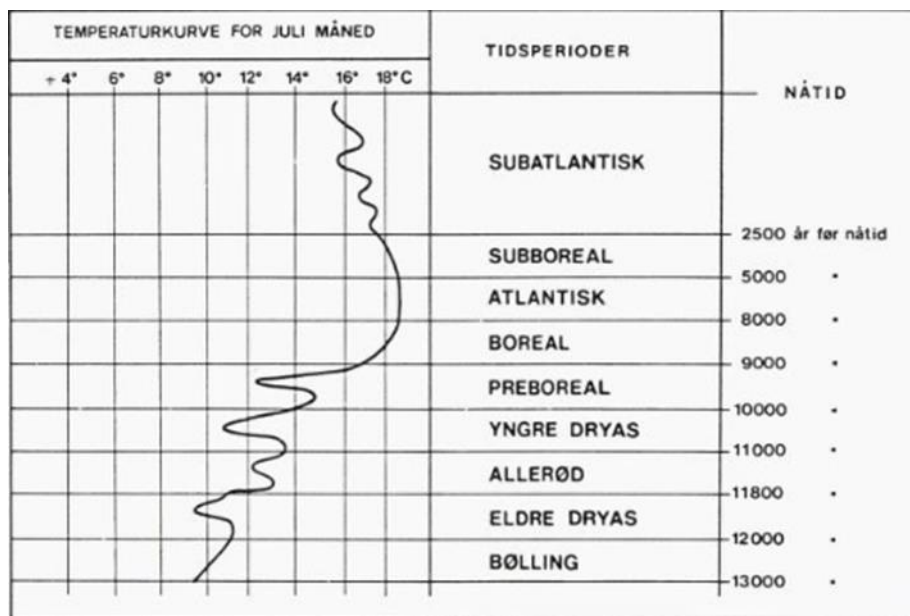 TEMPERATURKURVE FOR JULI MÅNED
÷ 4° 6° 8° 10° 12° 14° 16° 18°C
TIDSPERIODER
NÅTID
SUBATLANTISK
2500 år før nåtid
SUBBOREAL
5000 "
ATLANTISK
8000 "
BOREAL
9000 "
PREBOREAL
10000 "
YNGRE DRYAS
11000 "
ALLERØD
11800 "
ELDRE DRYAS
12000 "
BØLLING
13000 "